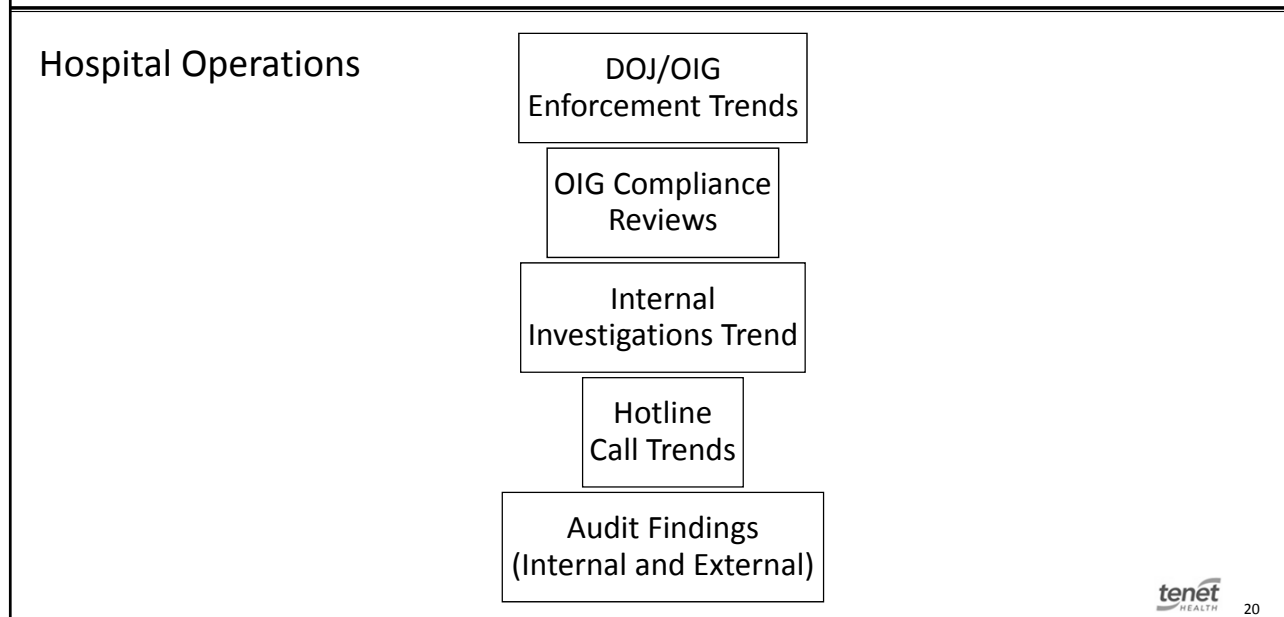 Hospital Operations
DOJ/OIG
Enforcement Trends
OIG Compliance
Reviews
Internal
Investigations Trend
Hotline
Call Trends
Audit Findings
(Internal and External)
tenet
HEALTH
20